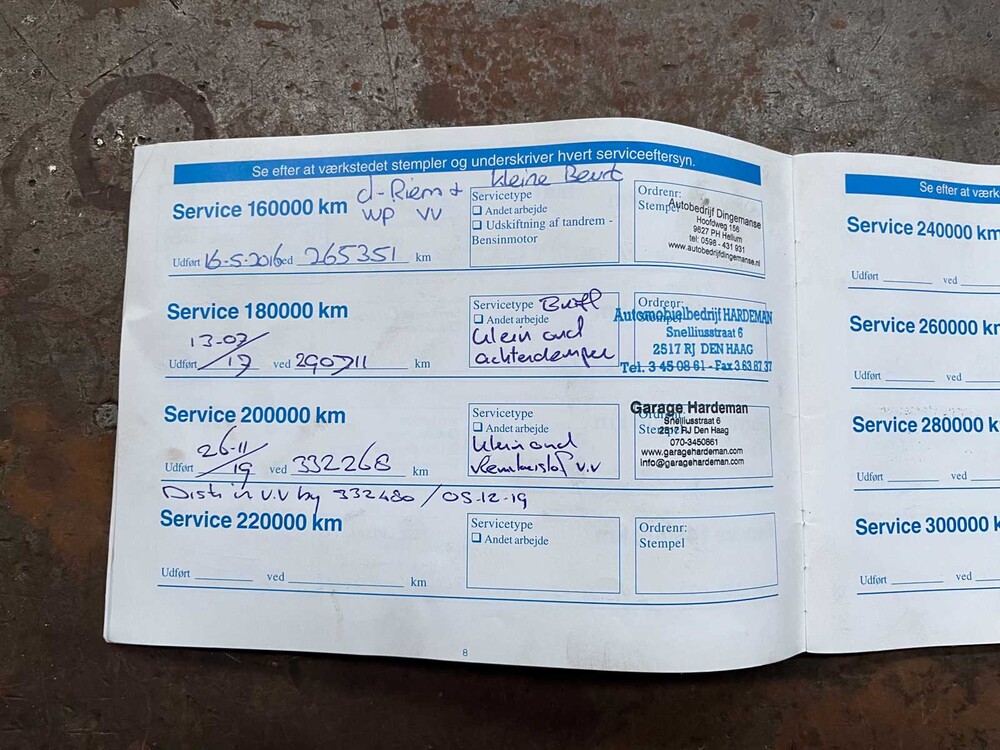 Se efter at værkstedet stempler og underskriver hvert serviceeftersyn.
Service 160000 km
d-Riem +
WP VV
Kleine Beurt
Servicetype
Andet arbejde
Udskiftning af tandrem -
Bensinmotor
Ordrenr:
Stempel
Autobedrijf Dingemanse
Hoofdweg 156
9627 PH Hellum
tel: 0598 - 431 931
www.autobedrijfdingemanse.nl
Udført 16-5-2016 ved 265351 km
Service 180000 km
Servicetype
Andet arbejde
Klein ond
achterdemper
Ordrenr:
Automobielbedrijf HARDEMAN
Snelliusstraat 6
2517 RJ DEN HAAG
Tel. 3 45 08 61 - Fax 3.63.87.37
13-07/17
Udført ved 290711 km
Service 200000 km
Servicetype
Andet arbejde
Klein ond
Remvloeistof v.v
Garage Hardeman
Ordrenr:
Snelliusstraat 6
Stempel
2517 RJ Den Haag
070-3450861
www.garagehardeman.com
info@garagehardeman.com
26-11/19
Udført ved 332268 km
Distr in v.v by 332480 / 05-12-19
Service 220000 km
Servicetype
Andet arbejde
Ordrenr:
Stempel
Udført ved km
8
Se efter at værk
Service 240000 km
Udført ved
Service 260000 k
Udført ved
Service 280000 k
Udført ved
Service 300000 k
Udført ved